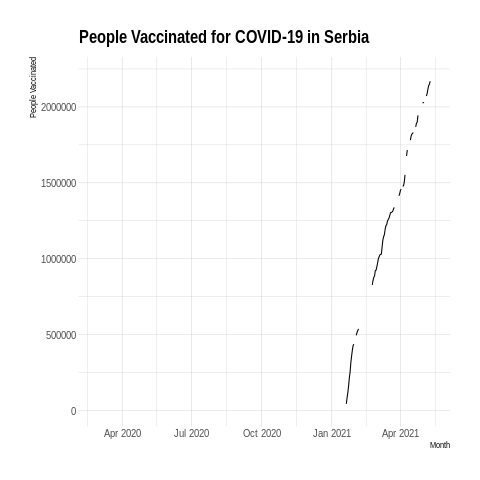 People Vaccinated for COVID-19 in Serbia
People Vaccinated
2000000
1500000
1000000
500000
0
Apr 2020 Jul 2020 Oct 2020 Jan 2021 Apr 2021
Month